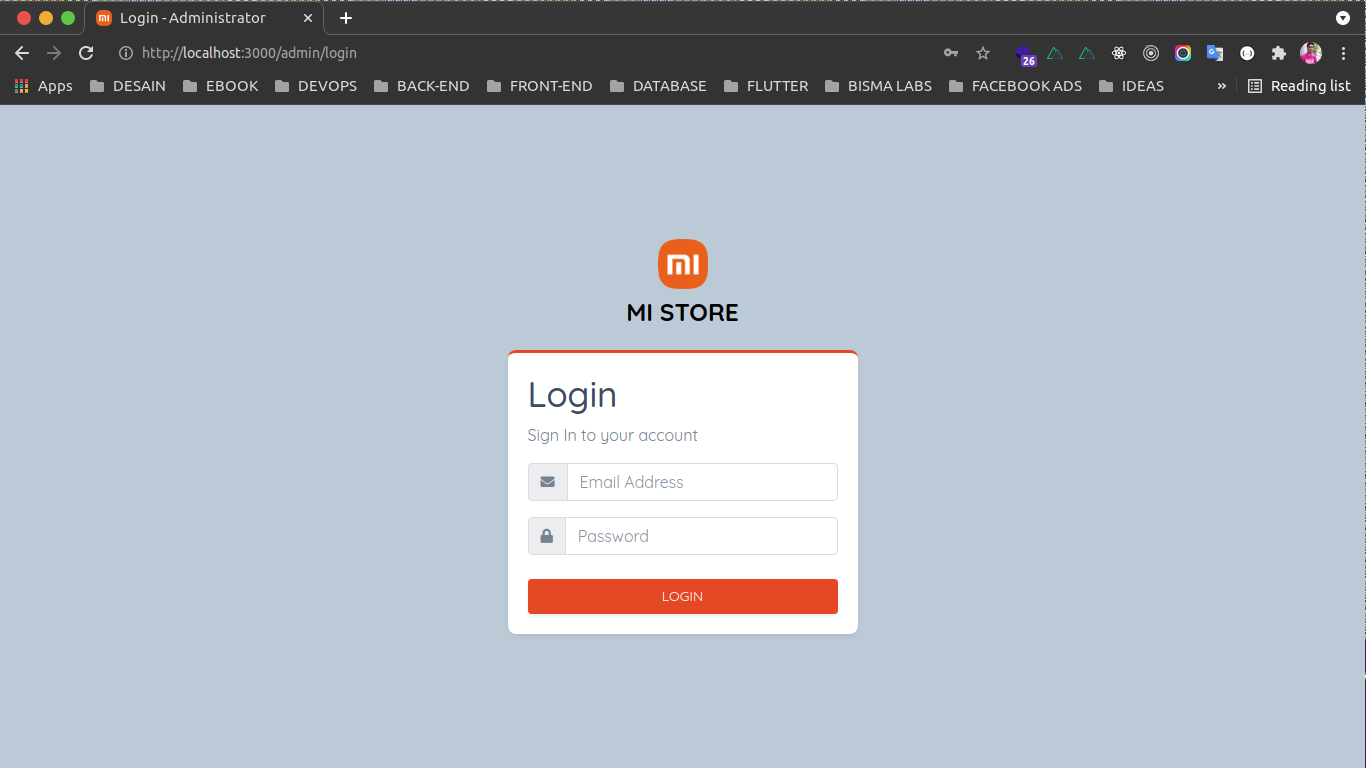 Login - Administrator
http://localhost:3000/admin/login
26
Apps DESAIN EBOOK DEVOPS BACK-END FRONT-END DATABASE FLUTTER BISMA LABS FACEBOOK ADS IDEAS » Reading list
MI
MI STORE
Login
Sign In to your account
Email Address
Password
LOGIN